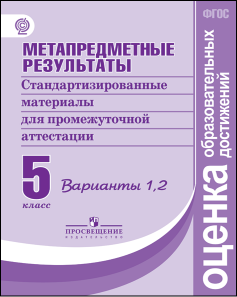 ФГОС
МЕТАПРЕДМЕТНЫЕ
РЕЗУЛЬТАТЫ
Стандартизированные
материалы
для промежуточной
аттестации
5
класс
Варианты 1,2
ПРОСВЕЩЕНИЕ
ИЗДАТЕЛЬСТВО
оценка
образовательных
достижений